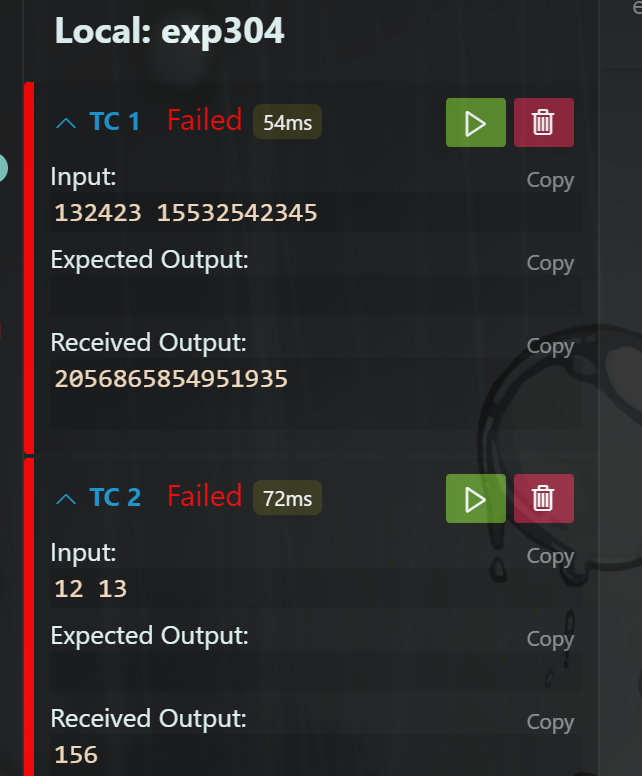 Local: exp304
TC 1 Failed 54ms
Input:
Copy
132423 15532542345
Expected Output:
Copy
Received Output:
Copy
2056865854951935
TC 2 Failed 72ms
Input:
Copy
12 13
Expected Output:
Copy
Received Output:
Copy
156